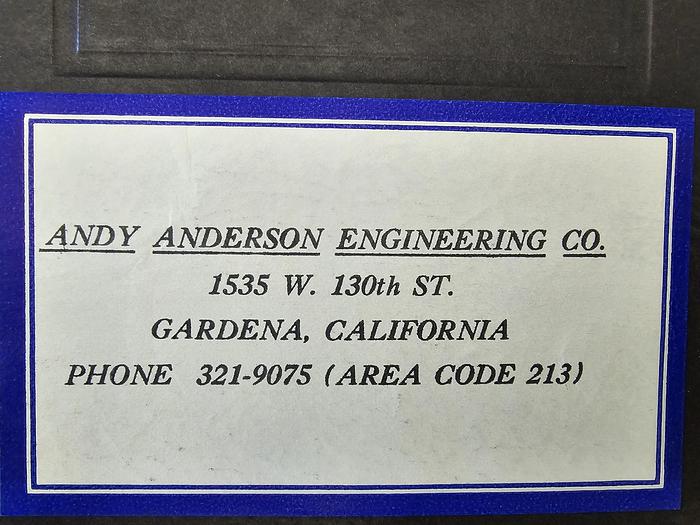 ANDY ANDERSON ENGINEERING CO.
1535 W. 130th ST.
GARDENA, CALIFORNIA
PHONE 321-9075 (AREA CODE 213)